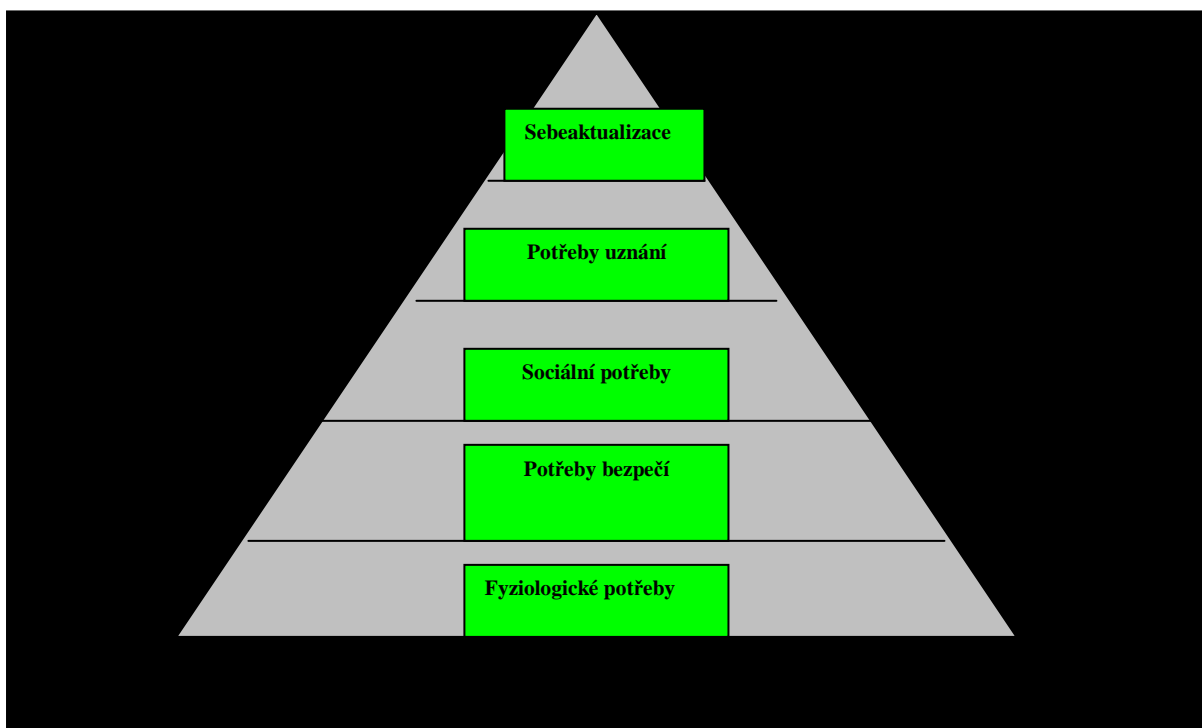 Sebeaktualizace
Potřeby uznání
Sociální potřeby
Potřeby bezpečí
Fyziologické potřeby